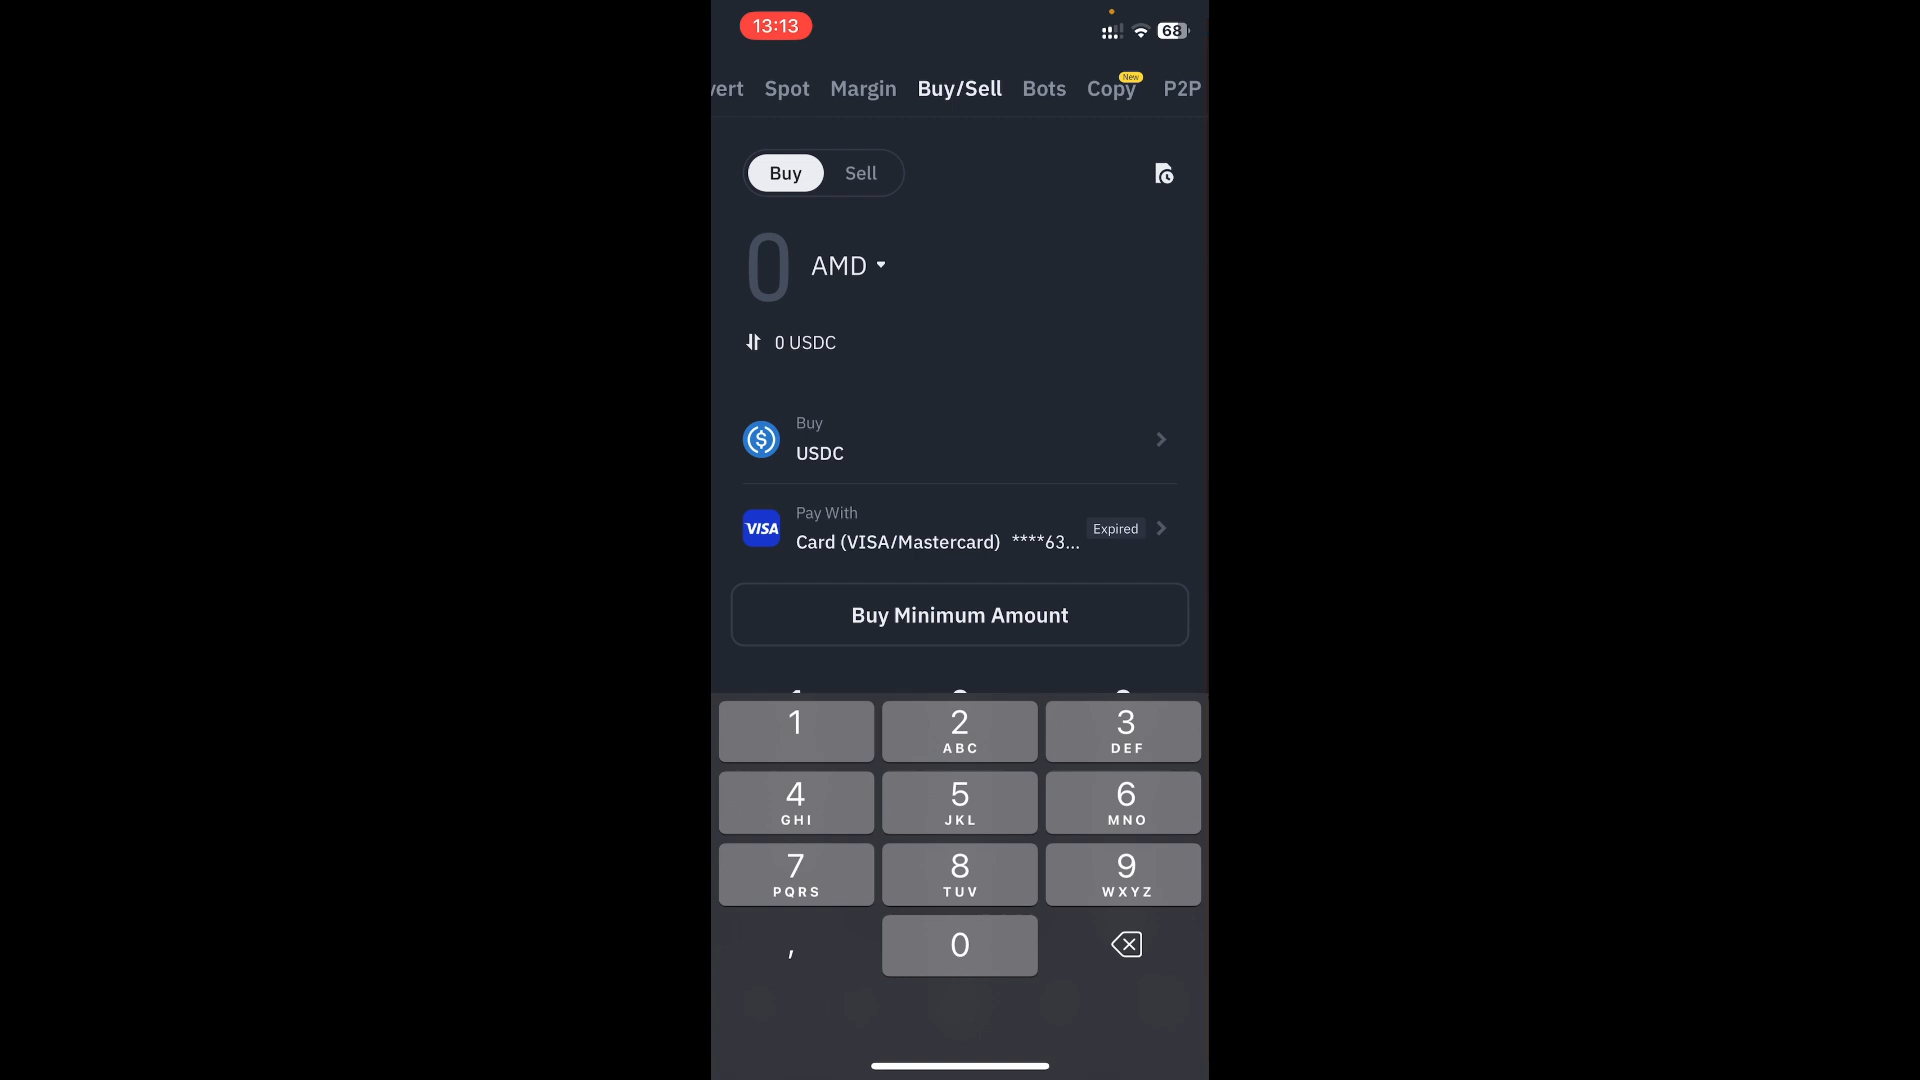 13:13
68
vert Spot Margin Buy/Sell Bots Copy New P2P
Buy Sell
0 AMD
0 USDC
Buy
USDC
VISA
Pay With
Card (VISA/Mastercard) ****63...
Expired
Buy Minimum Amount
1 2 3
ABC DEF
4 5 6
GHI JKL MNO
7 8 9
PQRS TUV WXYZ
, 0